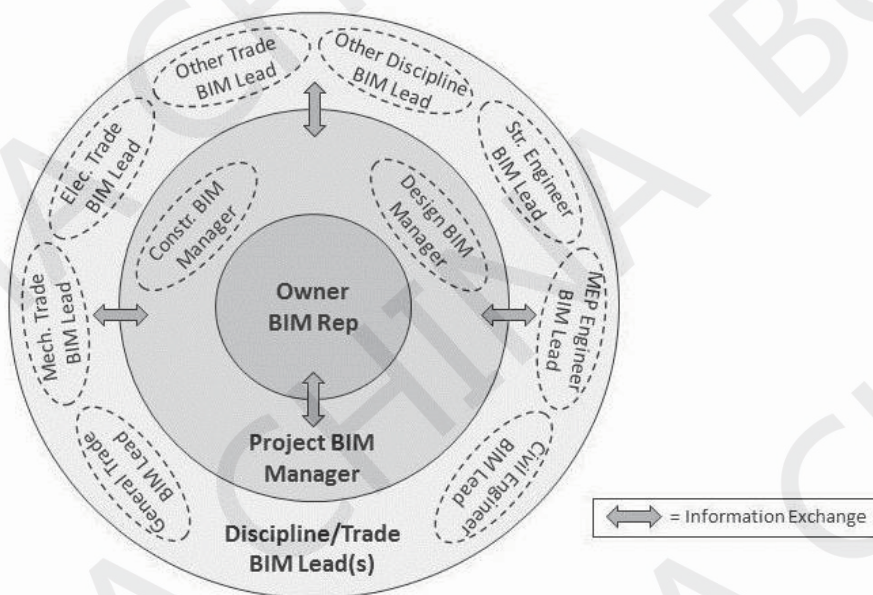 Other Trade
BIM Lead
Other Discipline
BIM Lead
Elec. Trade
BIM Lead
Str. Engineer
BIM Lead
Constr. BIM
Manager
Design BIM
Manager
Mech. Trade
BIM Lead
Owner
BIM Rep
MEP Engineer
BIM Lead
General Trade
BIM Lead
Project BIM
Manager
Civil Engineer
BIM Lead
Discipline/Trade
BIM Lead(s)
= Information Exchange
CHINA